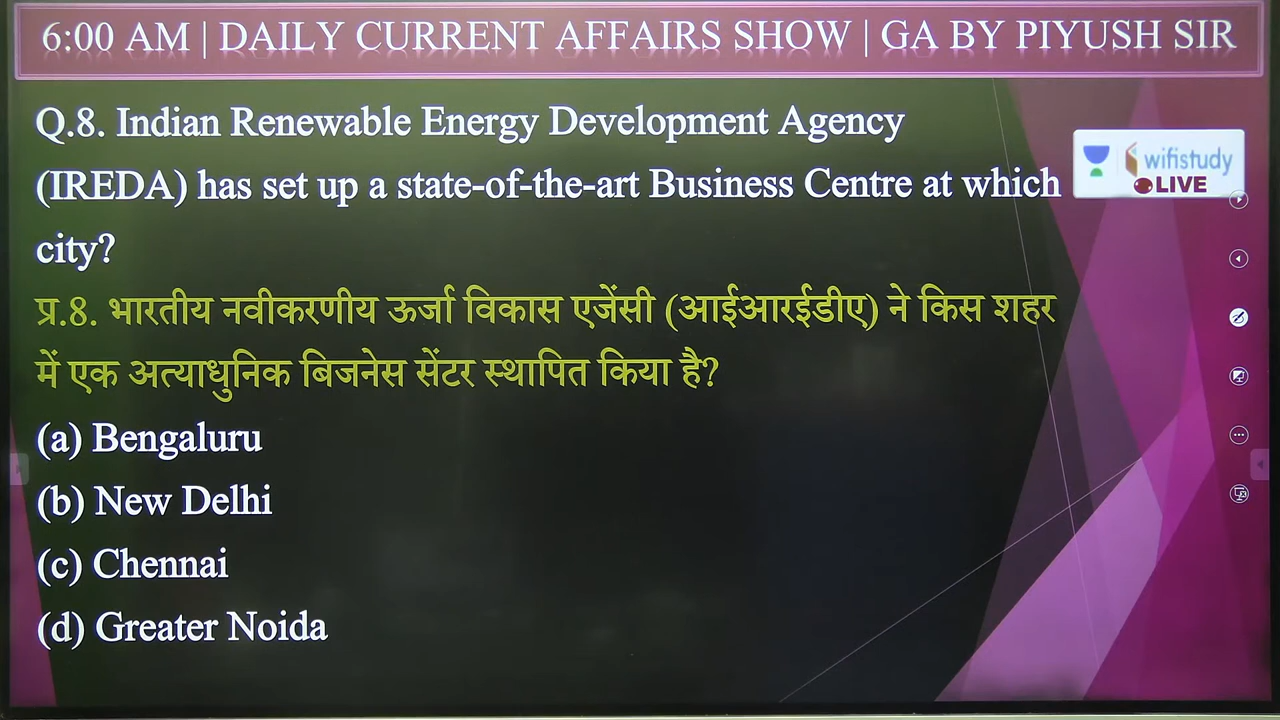 6:00 AM | DAILY CURRENT AFFAIRS SHOW | GA BY PIYUSH SIR
Q.8. Indian Renewable Energy Development Agency
(IREDA) has set up a state-of-the-art Business Centre at which
city?
wifistudy
LIVE
प्र.8. भारतीय नवीकरणीय ऊर्जा विकास एजेंसी (आईआरईडीए) ने किस शहर
में एक अत्याधुनिक बिजनेस सेंटर स्थापित किया है?
(a) Bengaluru
(b) New Delhi
(c) Chennai
(d) Greater Noida